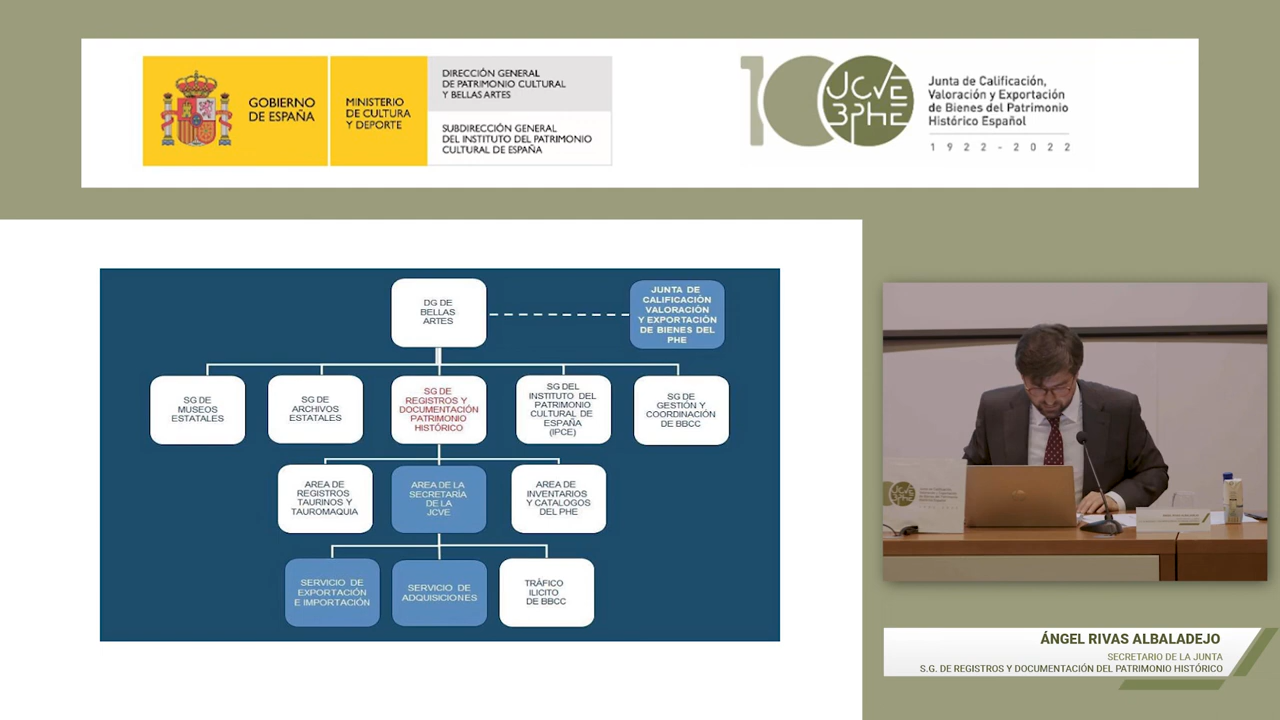 GOBIERNO
DE ESPAÑA
MINISTERIO
DE CULTURA
Y DEPORTE
DIRECCIÓN GENERAL
DE PATRIMONIO CULTURAL
Y BELLAS ARTES
SUBDIRECCIÓN GENERAL
DEL INSTITUTO DEL PATRIMONIO
CULTURAL DE ESPAÑA
100
JCVE
BPHE
Junta de Calificación,
Valoración y Exportación
de Bienes del Patrimonio
Histórico Español
1922-2022
DG DE
BELLAS
ARTES
JUNTA DE
CALIFICACIÓN
VALORACIÓN
Y EXPORTACIÓN
DE BIENES DEL
PHE
SG DE
MUSEOS
ESTATALES
SG DE
ARCHIVOS
ESTATALES
SG DE
REGISTROS Y
DOCUMENTACIÓN
PATRIMONIO
HISTÓRICO
SG DEL
INSTITUTO DEL
PATRIMONIO
CULTURAL DE
ESPAÑA
(IPCE)
SG DE
GESTIÓN Y
COORDINACIÓN
DE BBCC
AREA DE
REGISTROS
TAURINOS Y
TAUROMAQUIA
AREA DE LA
SECRETARÍA
DE LA
JCVE
AREA DE
INVENTARIOS
Y CATALOGOS
DEL PHE
SERVICIO DE
EXPORTACIÓN
E IMPORTACIÓN
SERVICIO DE
ADQUISICIONES
TRÁFICO
ILICITO
DE BBCC
JCVE
BPHE
ÁNGEL RIVAS ALBALADEJO
SECRETARIO DE LA JUNTA
S.G. DE REGISTROS Y DOCUMENTACIÓN DEL PATRIMONIO HISTÓRICO